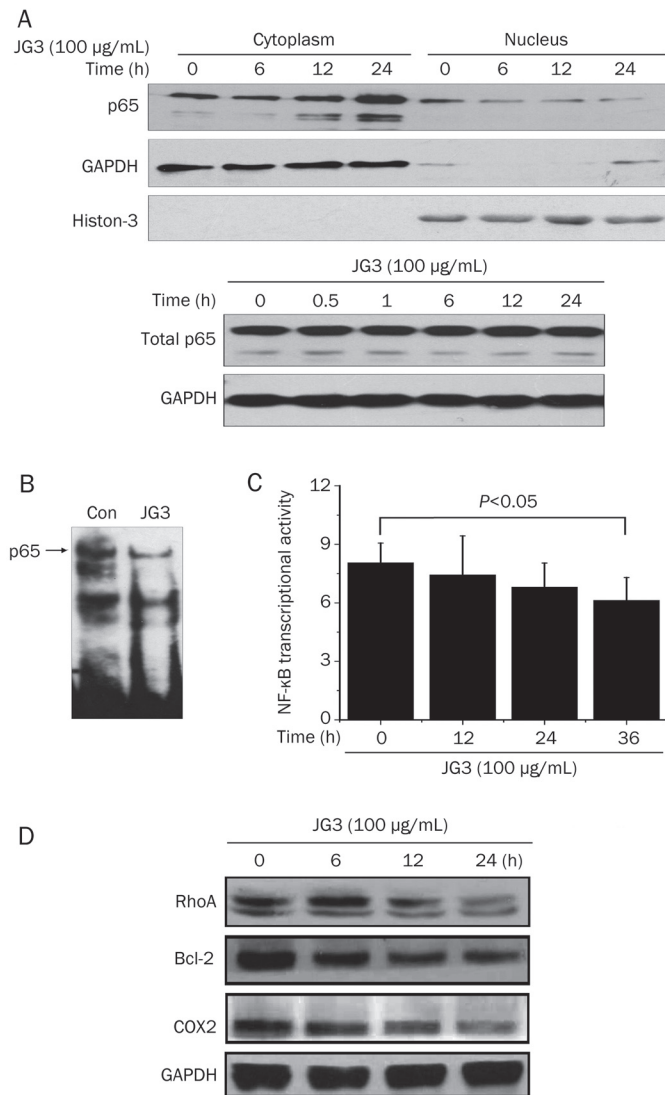 A
Cytoplasm Nucleus
JG3 (100 µg/mL)
Time (h) 0 6 12 24 0 6 12 24
p65
GAPDH
Histon-3
JG3 (100 µg/mL)
Time (h) 0 0.5 1 6 12 24
Total p65
GAPDH
B
Con JG3
p65
C
NF-κB transcriptional activity
12
9
6
3
0
P<0.05
Time (h) 0 12 24 36
JG3 (100 µg/mL)
D
JG3 (100 µg/mL)
0 6 12 24 (h)
RhoA
Bcl-2
COX2
GAPDH